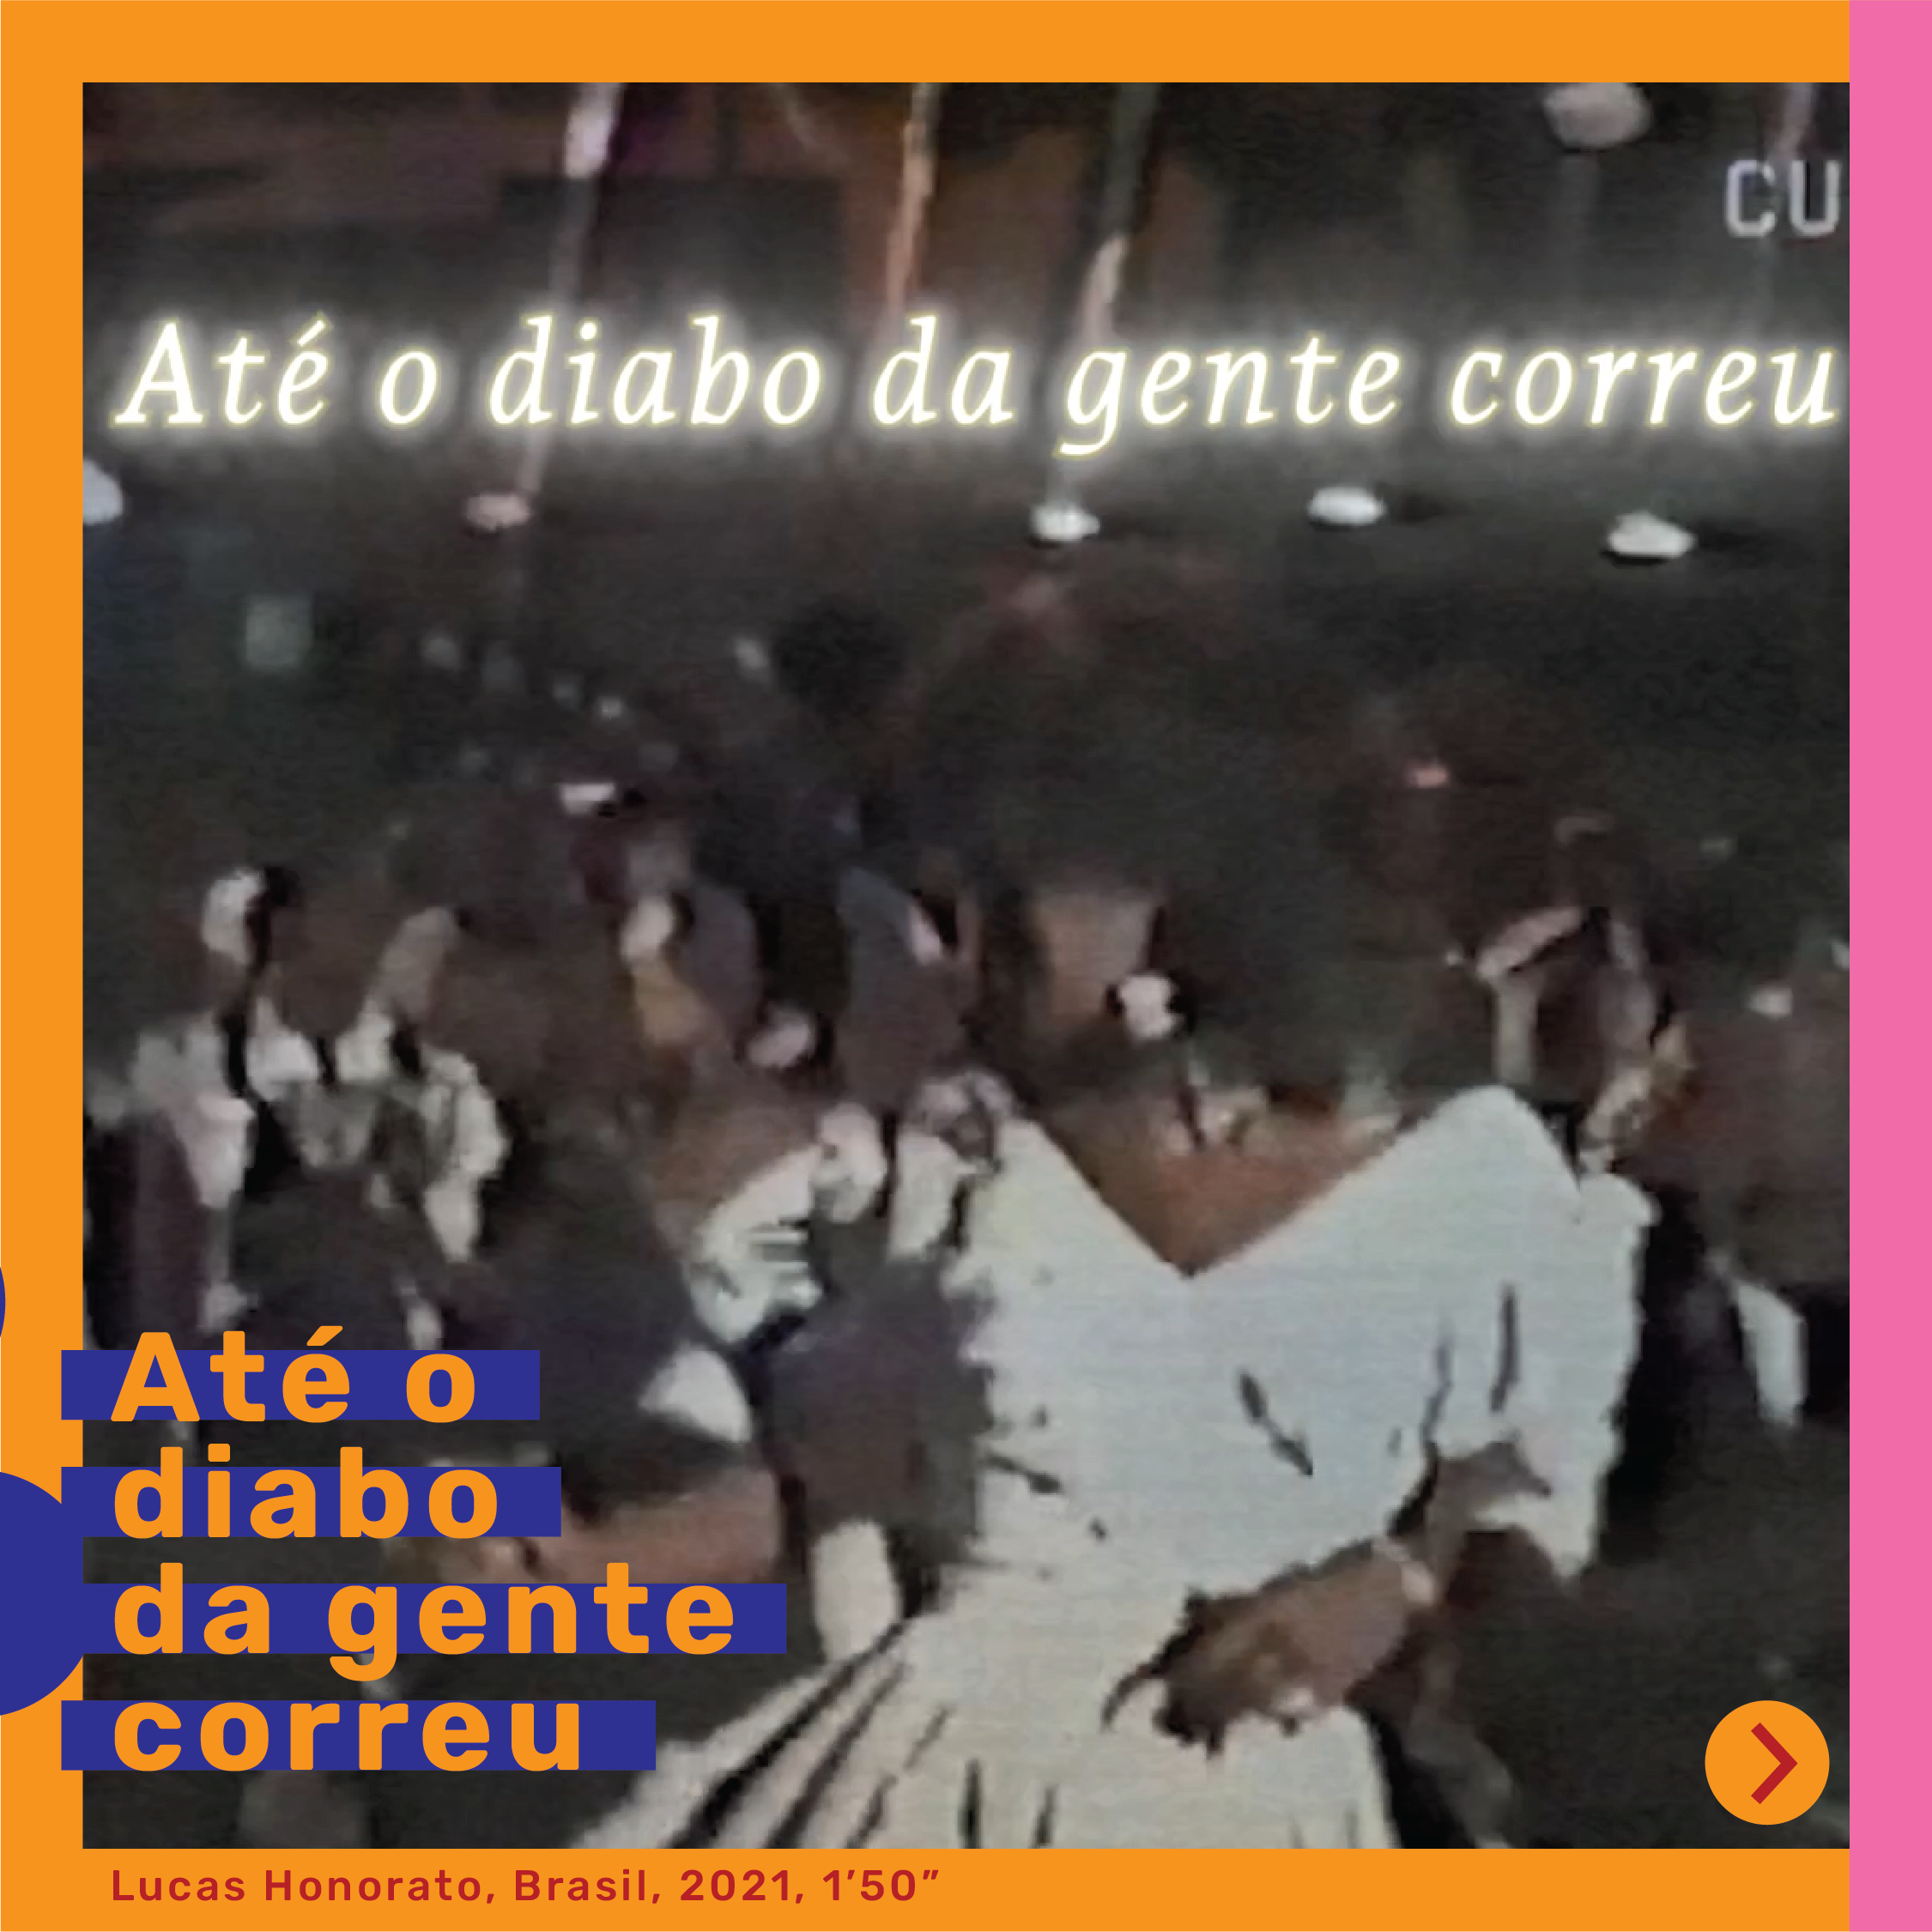 CU
Até o diabo da gente correu
Até o
diabo
da gente
correu
Lucas Honorato, Brasil, 2021, 1’50”